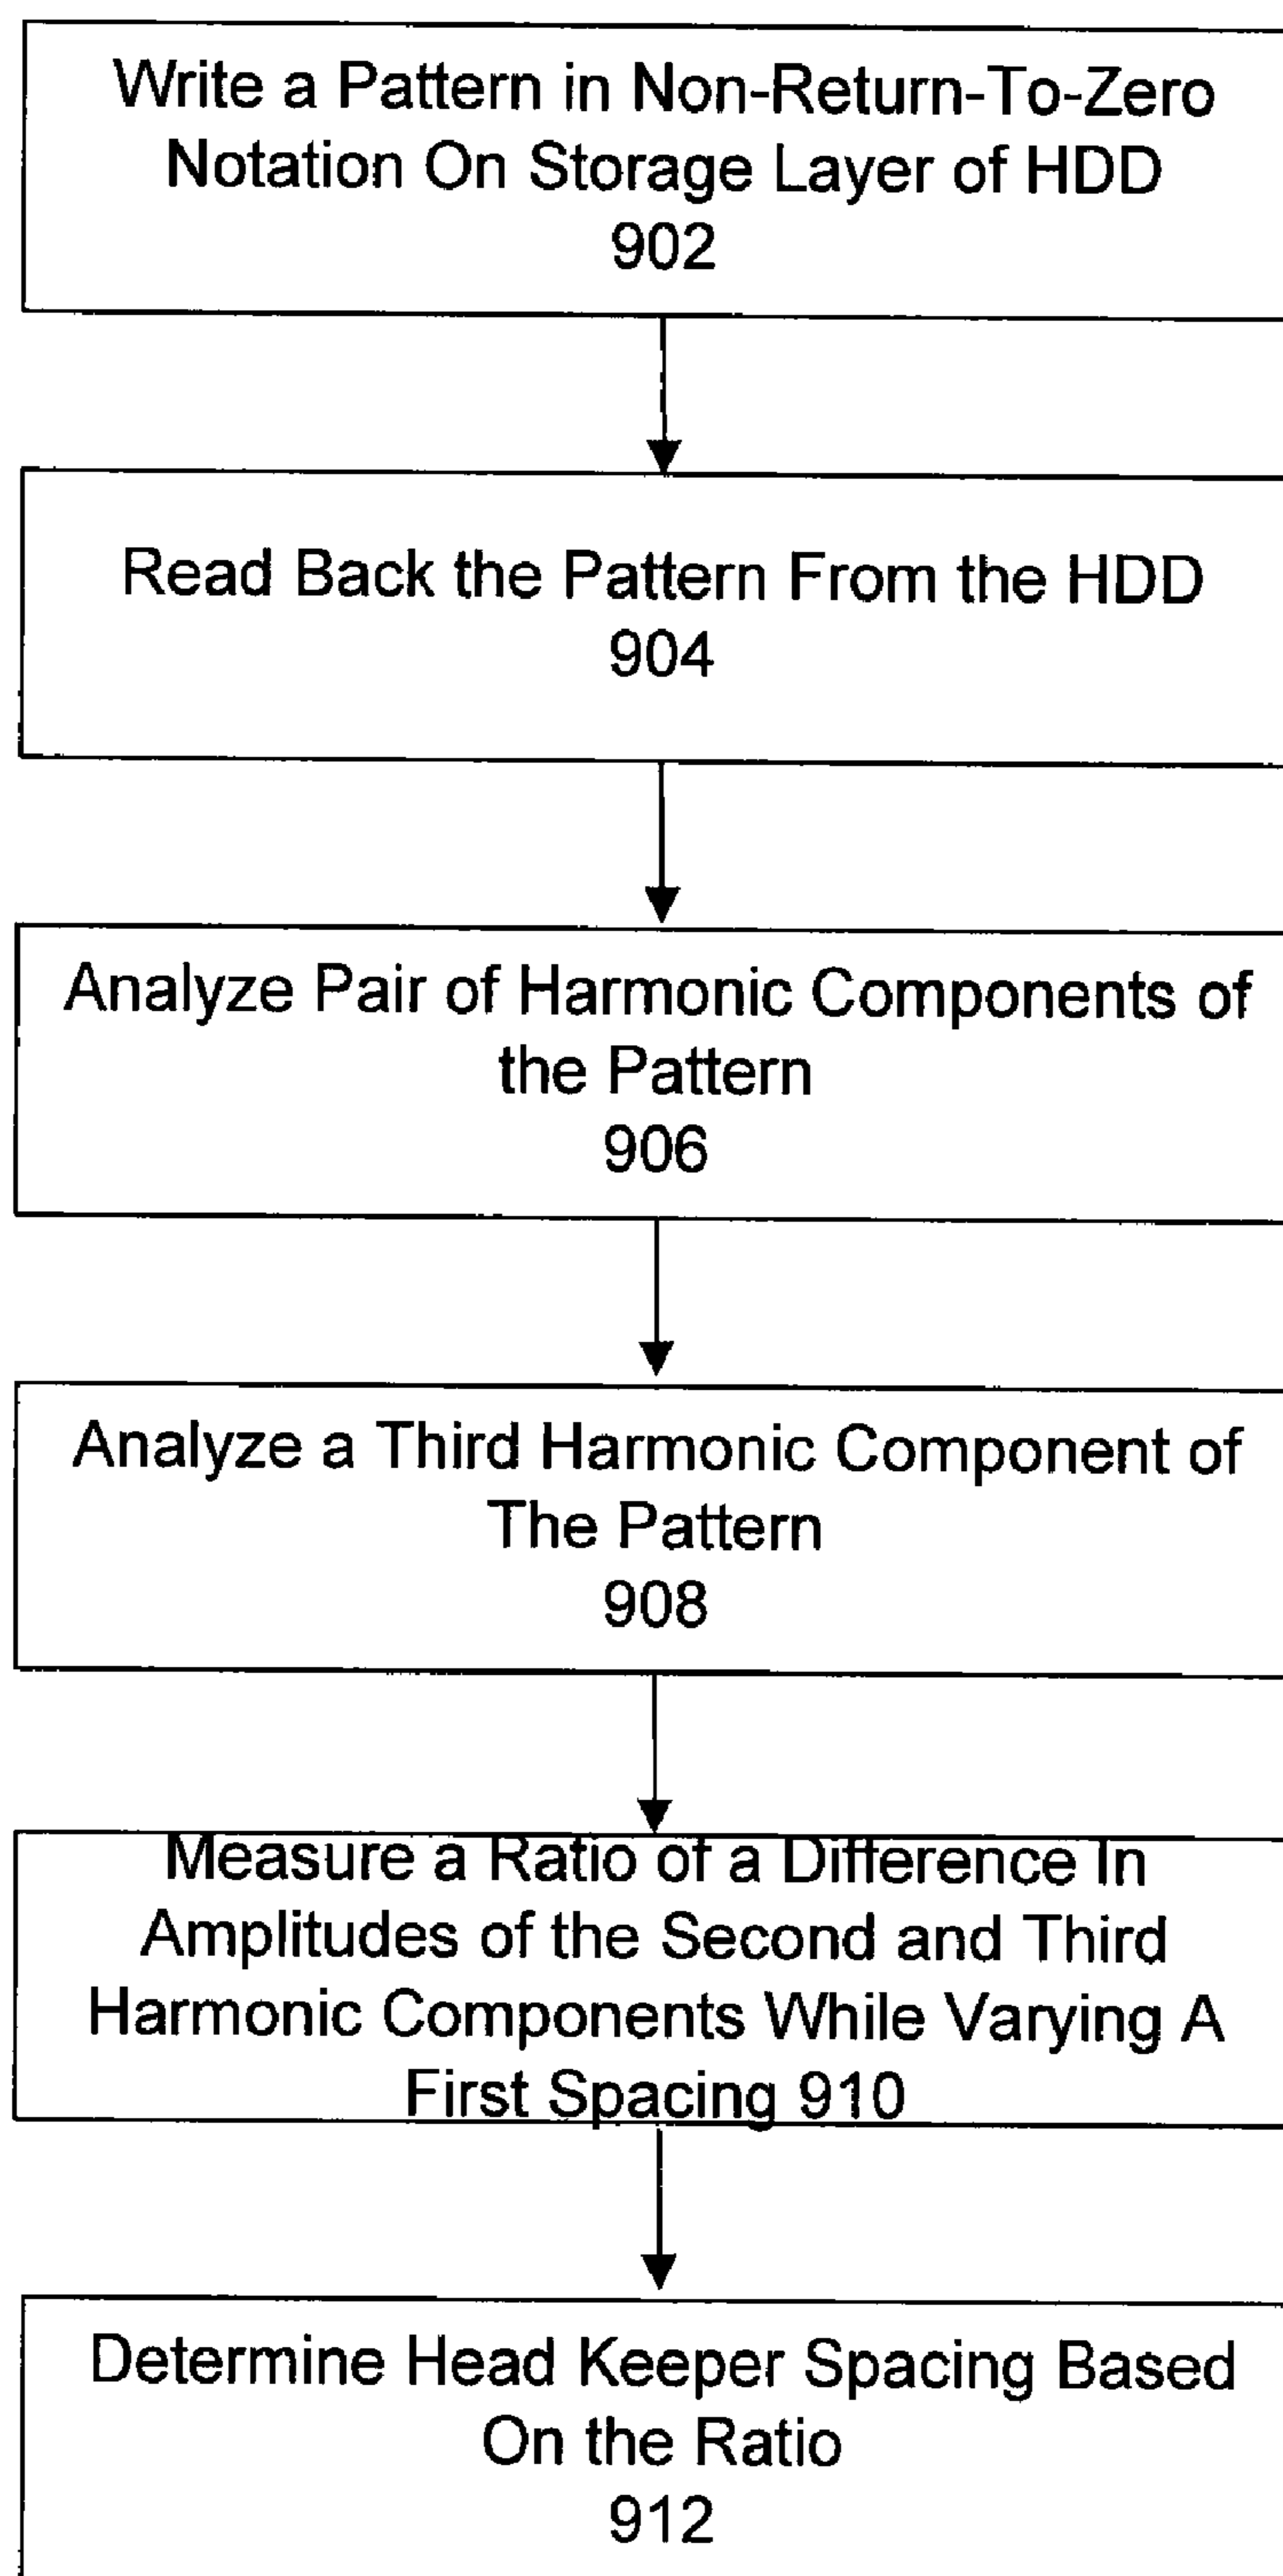 Write a Pattern in Non-Return-To-Zero
Notation On Storage Layer of HDD
902
Read Back the Pattern From the HDD
904
Analyze Pair of Harmonic Components of
the Pattern
906
Analyze a Third Harmonic Component of
The Pattern
908
Measure a Ratio of a Difference In
Amplitudes of the Second and Third
Harmonic Components While Varying A
First Spacing 910
Determine Head Keeper Spacing Based
On the Ratio
912